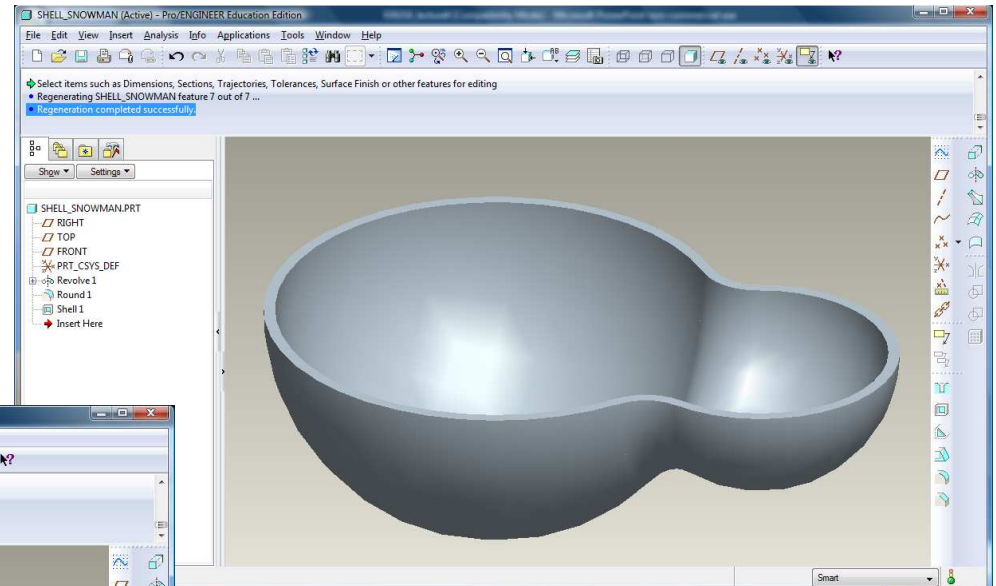 SHELL_SNOWMAN (Active) - Pro/ENGINEER Education Edition
File Edit View Insert Analysis Info Applications Tools Window Help
Select items such as Dimensions, Sections, Trajectories, Tolerances, Surface Finish or other features for editing
• Regenerating SHELL_SNOWMAN feature 7 out of 7 ...
• Regeneration completed successfully.
Show Settings
SHELL_SNOWMAN.PRT
RIGHT
TOP
FRONT
PRT_CSYS_DEF
Revolve 1
Round 1
Shell 1
Insert Here
Smart